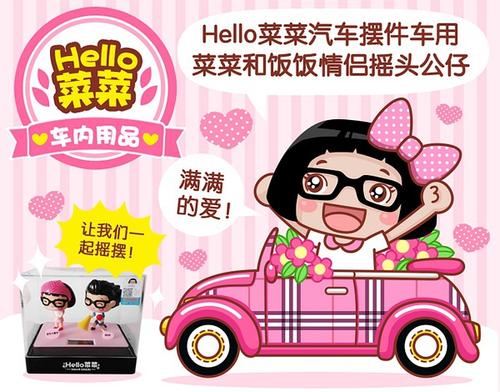 Hello
菜菜
车内用品
Hello菜菜汽车摆件车用
菜菜和饭饭情侣摇头公仔
满满
的爱！
让我们一
起摇摆！
Hello菜菜